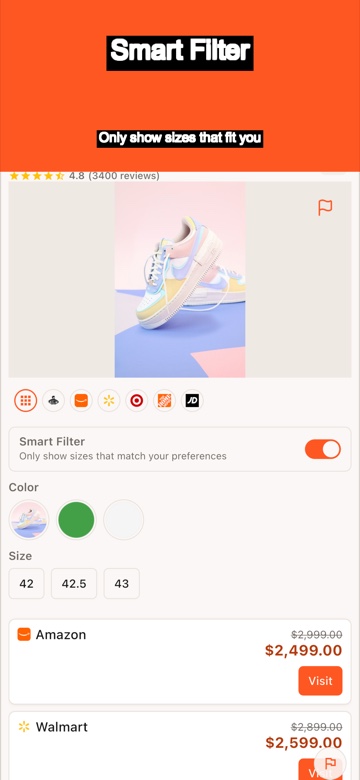 Smart Filter
Only show sizes that fit you
4.8 (3400 reviews)
JD
Smart Filter
Only show sizes that match your preferences
Color
Size
42
42.5
43
Amazon
$2,999.00
$2,499.00
Visit
Walmart
$2,899.00
$2,599.00